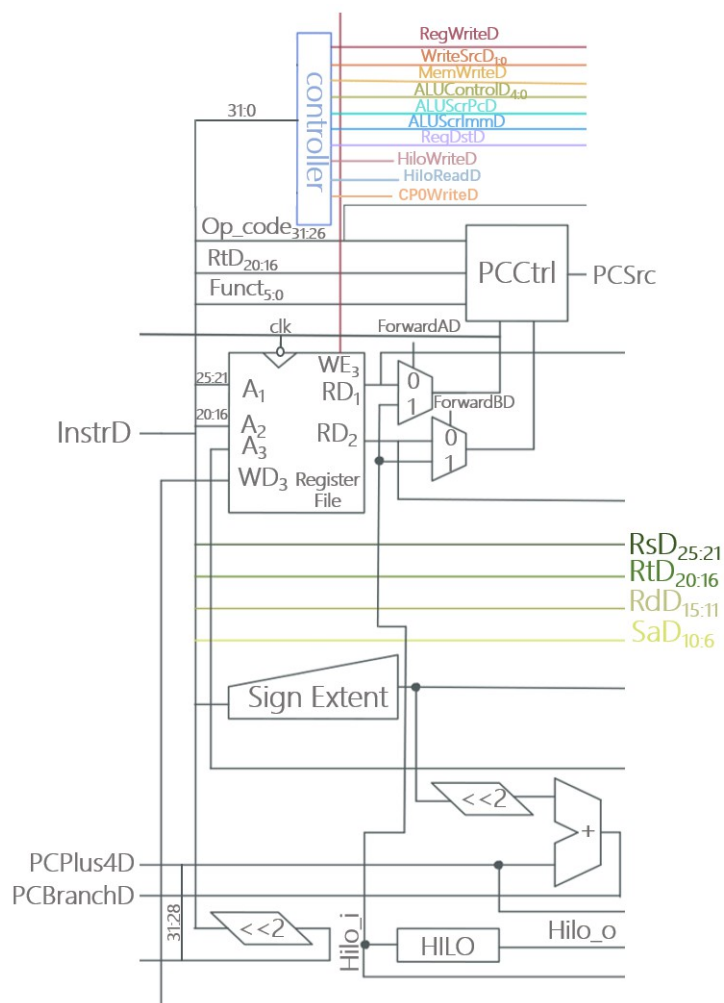 RegWriteD
WriteSrcD1:0
MemWriteD
ALUControlD4:0
ALUScrPcD
ALUScrImmD
RegDstD
HiloWriteD
HiloReadD
CP0WriteD
controller
31:0
Op_code31:26
RtD20:16
Funct5:0
PCCtrl
PCSrc
clk
ForwardAD
WE3
25:21
A1
RD1
0
1
ForwardBD
20:16
A2
RD2
0
1
InstrD
A3
WD3
Register
File
RsD25:21
RtD20:16
RdD15:11
SaD10:6
Sign Extent
<<2
+
PCPlus4D
PCBranchD
31:28
<<2
Hilo_i
HILO
Hilo_o